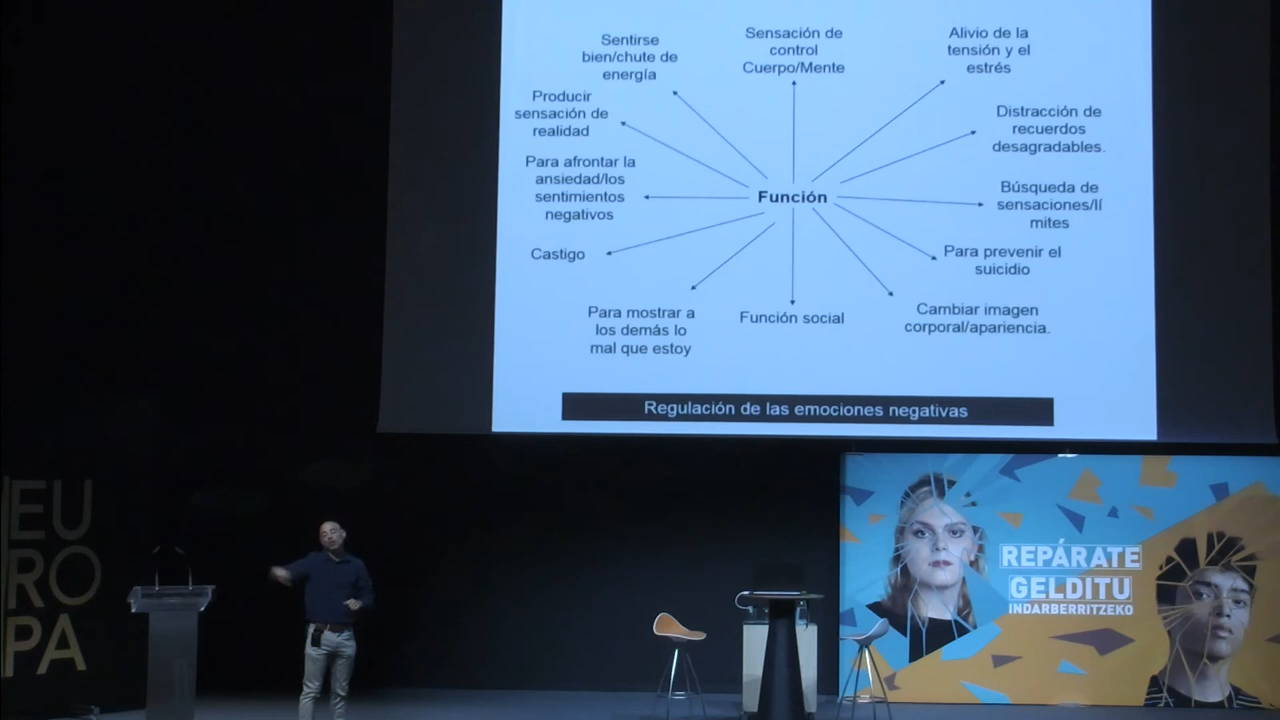 Sentirse
bien/chute de
energía
Sensación de
control
Cuerpo/Mente
Alivio de la
tensión y el
estrés
Producir
sensación de
realidad
Distracción de
recuerdos
desagradables.
Para afrontar la
ansiedad/los
sentimientos
negativos
Función
Búsqueda de
sensaciones/lí
mites
Castigo
Para prevenir el
suicidio
Para mostrar a
los demás lo
mal que estoy
Función social
Cambiar imagen
corporal/apariencia.
Regulación de las emociones negativas
EU
RO
PA
REPÁRATE
GELDITU
INDARBERRITZEKO